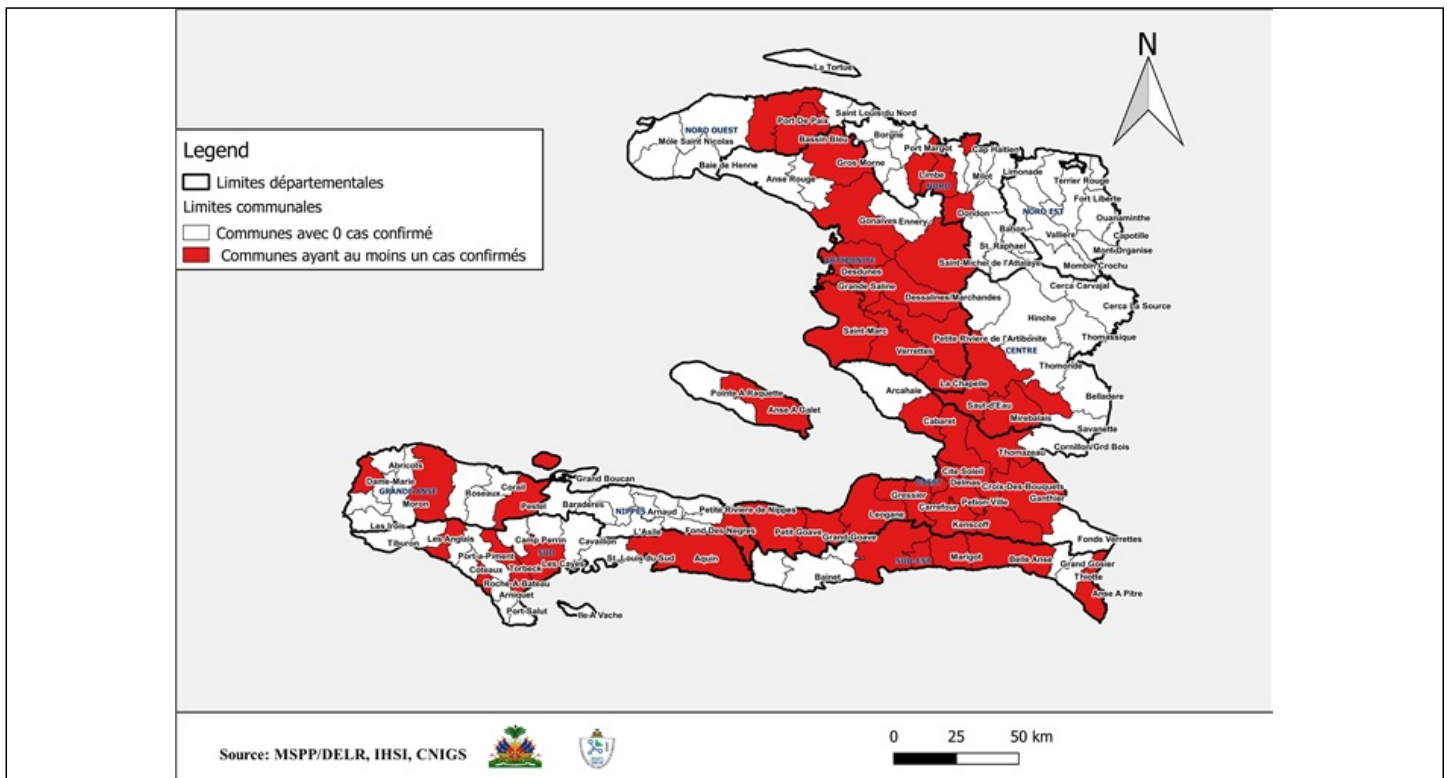 N
La Tortue
Saint Louis du Nord
Port De Paix
NORD OUEST
Môle Saint Nicolas
Bassin Bleu
Borgne
Port Margot
Cap Haïtien
Baie de Henne
Gros Morne
Limbe
Milot
Limonade
Terrier Rouge
Anse Rouge
NORD
Fort Liberte
Dondon
NORD EST
Ouanaminthe
Gonaives
Ennery
Bahon
Valliere
Capotille
St. Raphael
Mont-Organise
Saint-Michel de l'Attalaye
Mombin Crochu
ARTIBONITE
Desdunes
Grande Saline
Cerca Carvajal
Dessalines/Marchandes
Cerca La Source
Hinche
Saint-Marc
Petite Riviere de l'Artibonite
Thomassique
Verrettes
CENTRE
Thomonde
La Chapelle
Arcahaie
Belladere
Pointe A Raquette
Saut-d'Eau
Anse A Galet
Cabaret
Mirebalais
Savanette
Cornillon/Grd Bois
Thomazeau
Abricots
Grand Boucan
Cite Soleil
Dame-Marie
Corail
OUEST
Delmas
Croix-Des-Bouquets
GRANDE ANSE
Roseaux
Gressier
Moron
Pestel
Baraderes
Petite Riviere de Nippes
Leogane
Carrefour
Petion Ville
Ganthier
NIPPES
Arnaud
Kenscoff
Les Irois
L'Asile
Fond Des Negres
Petit Goave
Grand Goave
Les Anglais
Camp Perrin
Cavaillon
Fonds Verrettes
Tiburon
Port-a-Piment
SUD
St. Louis du Sud
Aquin
SUD-EST
Marigot
Belle Anse
Les Cayes
Grand Gosier
Coteaux
Torbeck
Bainet
Thiotte
Roche-A-Bateau
Arniquet
Anse A Pitre
Port-Salut
Ile A Vache
Legend
Limites départementales
Limites communales
Communes avec 0 cas confirmé
Communes ayant au moins un cas confirmés
Source: MSPP/DELR, IHSI, CNIGS
0 25 50 km